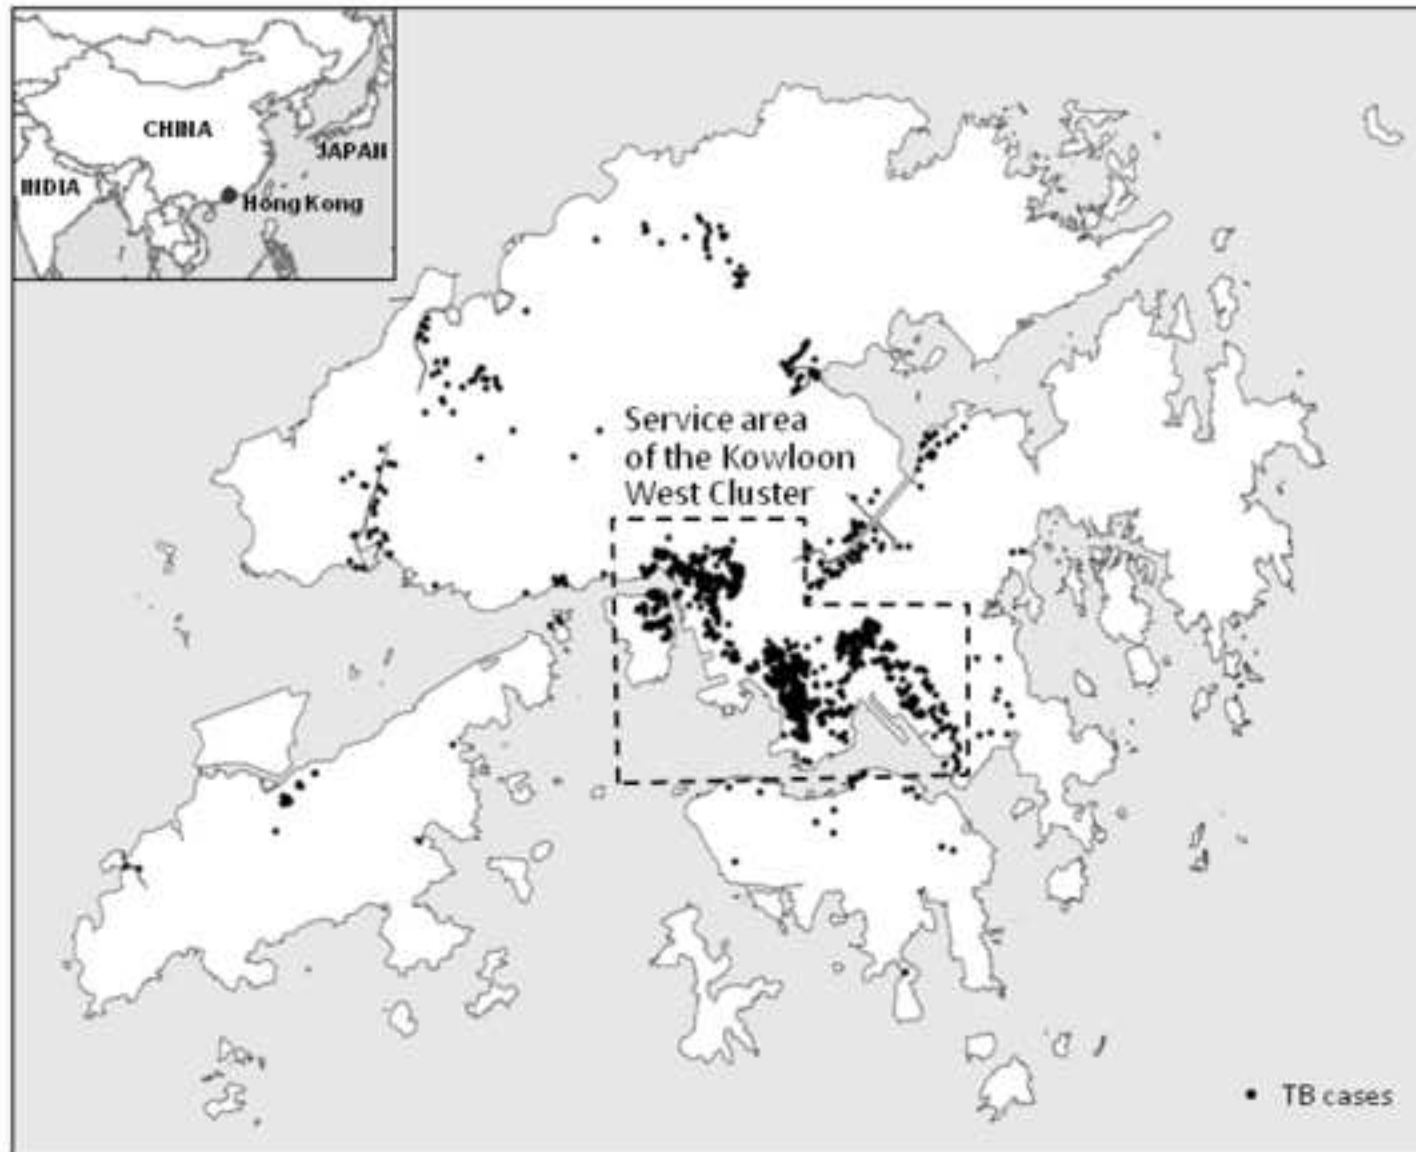 CHINA
JAPAN
INDIA
Hong Kong
Service area
of the Kowloon
West Cluster
TB cases